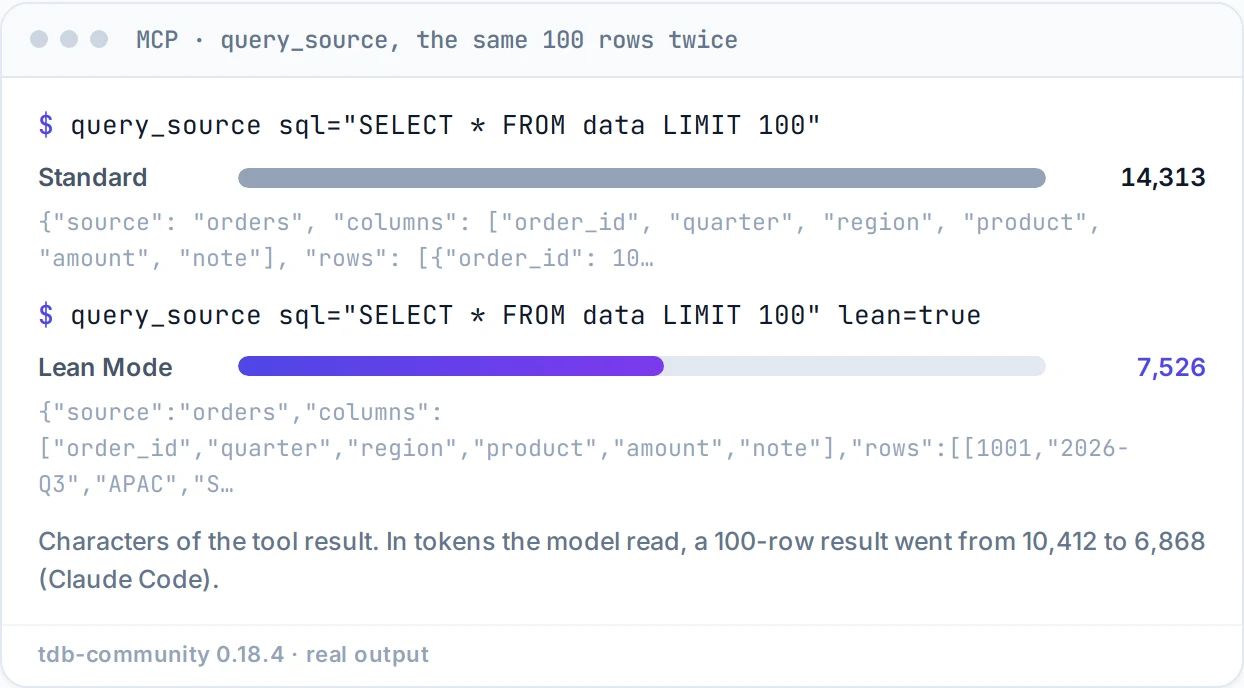 MCP · query_source, the same 100 rows twice
$ query_source sql="SELECT * FROM data LIMIT 100"
Standard 14,313
{"source": "orders", "columns": ["order_id", "quarter", "region", "product",
"amount", "note"], "rows": [{"order_id": 10…
$ query_source sql="SELECT * FROM data LIMIT 100" lean=true
Lean Mode 7,526
{"source":"orders","columns":
["order_id","quarter","region","product","amount","note"],"rows":[[1001,"2026-
Q3","APAC","S…
Characters of the tool result. In tokens the model read, a 100-row result went from 10,412 to 6,868
(Claude Code).
tdb-community 0.18.4 · real output